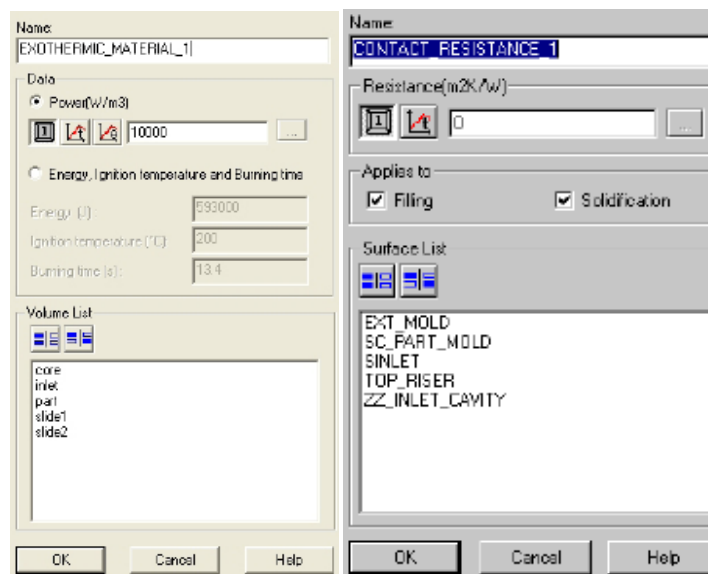 Name:
EXOTHERMIC_MATERIAL_1
Data
Power(W/m3)
1
10000
...
Energy, Ignition temperature and Burning time
Energy (J)
593000
Ignition temperature (°C)
200
Burning time (s):
13.4
Volume List
core
inlet
part
slide1
slide2
OK
Cancel
Help
Name:
CONTACT_RESISTANCE_1
Resistance(m2K/W)
1
0
...
Applies to
Filling
Solidification
Surface List
EXT_MOLD
SC_PART_MOLD
SINLET
TOP_RISER
ZZ_INLET_CAVITY
OK
Cancel
Help